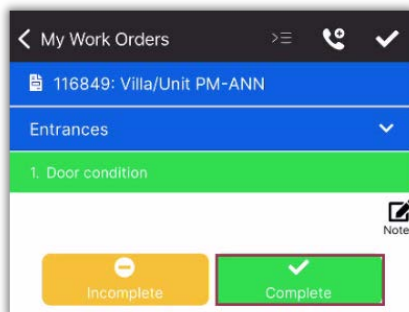 My Work Orders
116849: Villa/Unit PM-ANN
Entrances
1. Door condition
Note
Incomplete
Complete